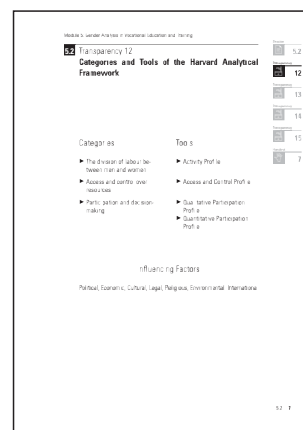 Module 5: Gender Analysis in Vocational Education and Training
5.2 Transparency 12
Categories and Tools of the Harvard Analytical
Framework
5.2
12
13
14
15
7
Categories
Tools
► The division of labour be-
tween men and women
► Activity Profile
► Access and control over
resources
► Access and Control Profile
► Participation and decision-
making
► Qualitative Participation
Profile
► Quantitative Participation
Profile
Influencing Factors
Political, Economic, Cultural, Legal, Religious, Environmental, International
5.2 7